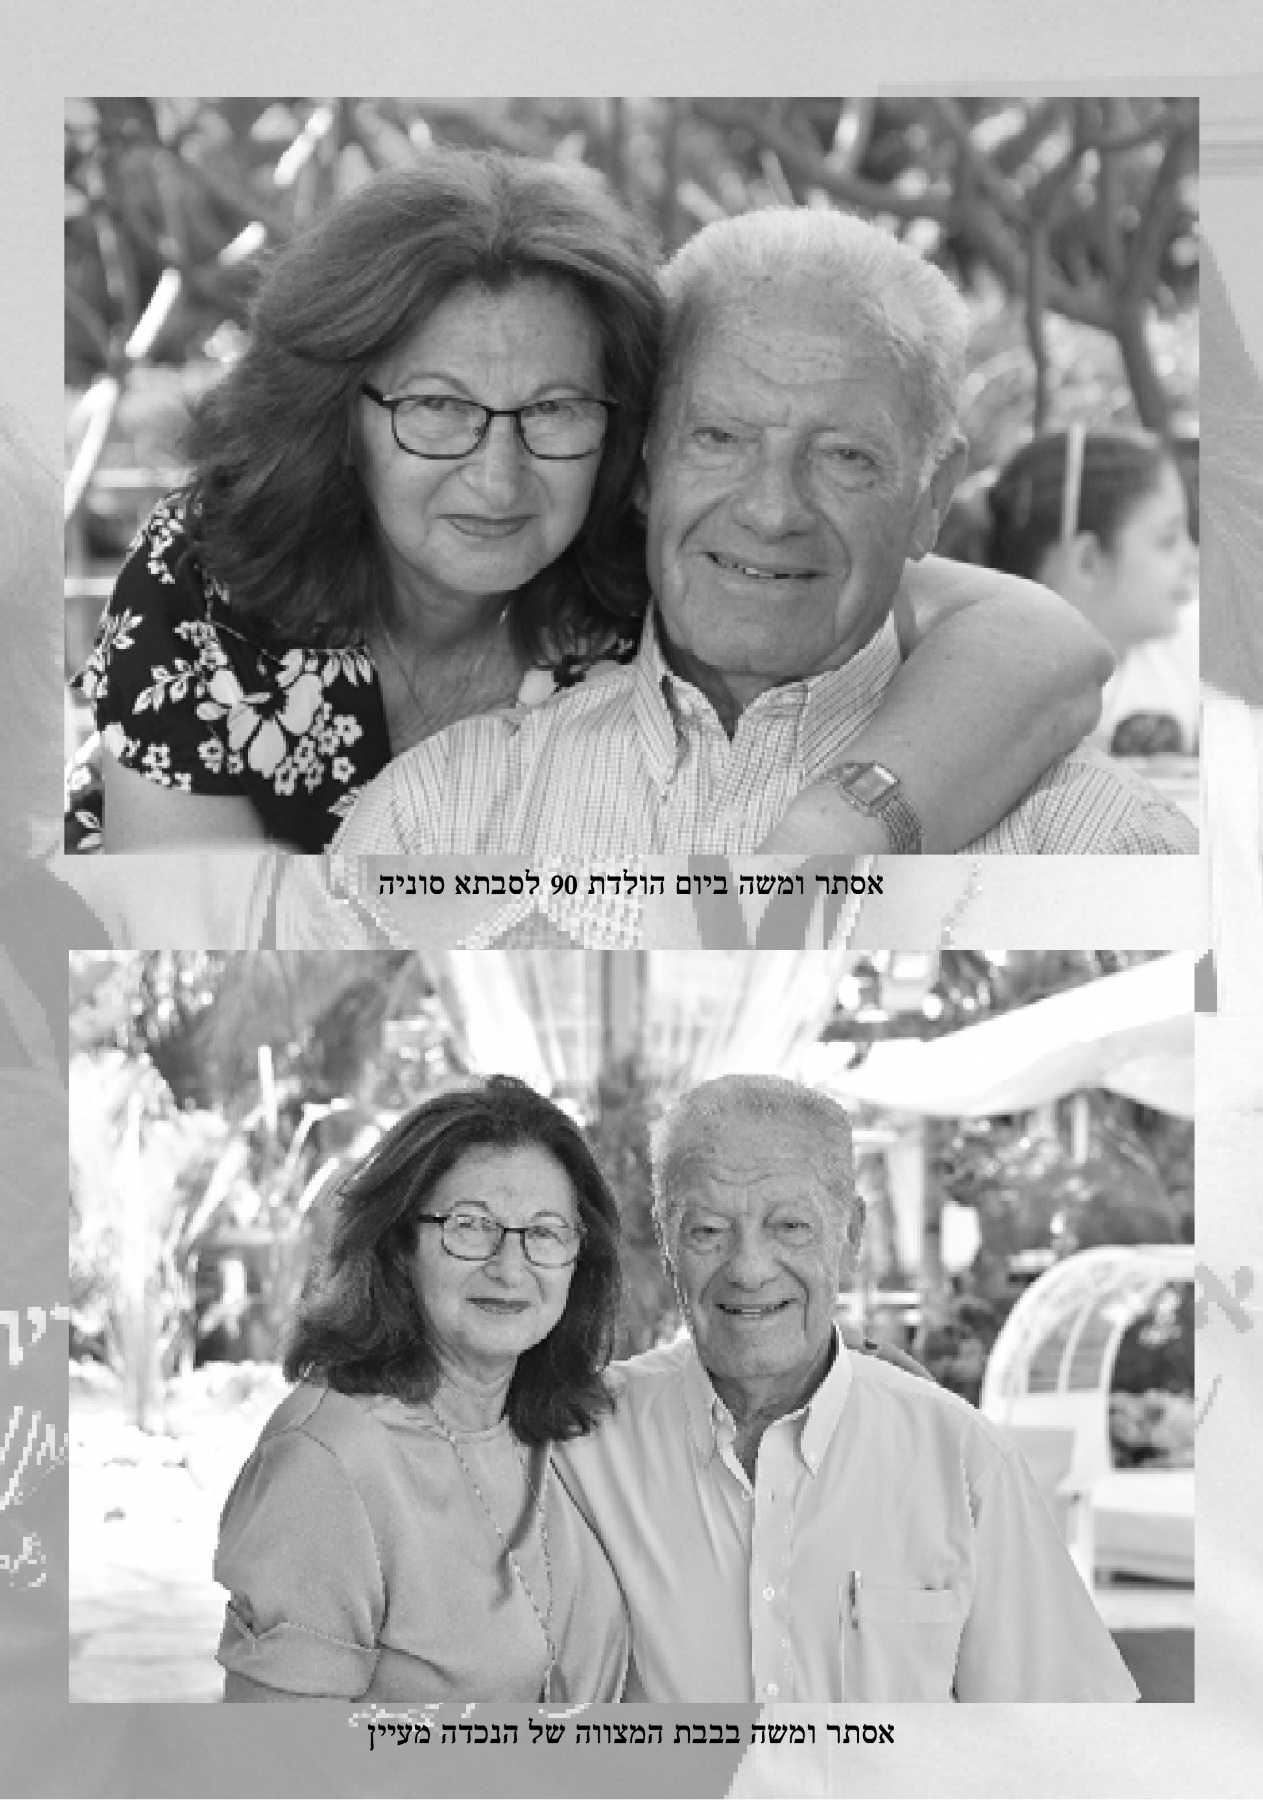 אסתר ומשה ביום הולדת 90 לסבתא סוניה
אסתר ומשה בבבת המצווה של הנכדה מעיין